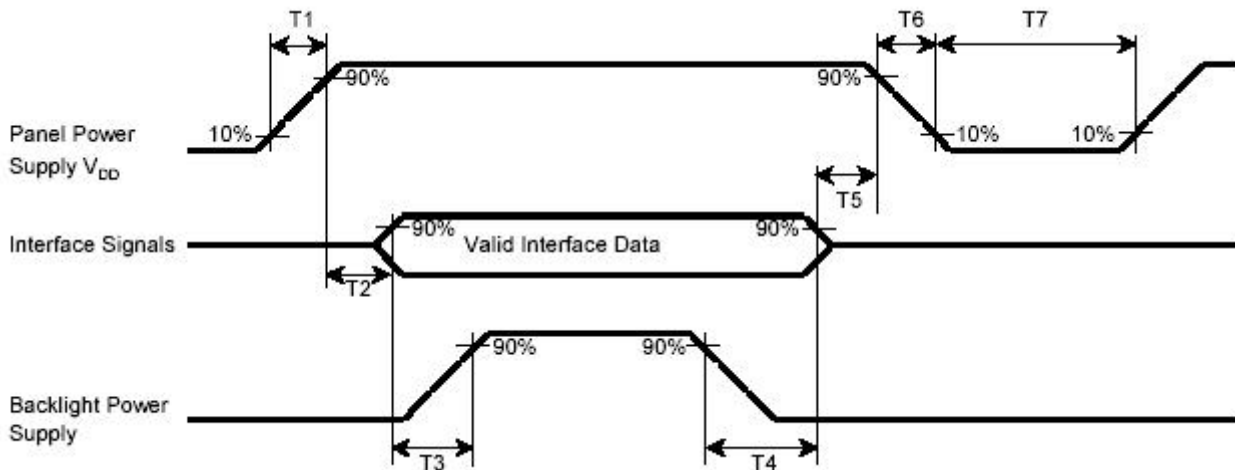 T1
T6
T7
90%
90%
Panel Power
Supply VDD
10%
10%
10%
T5
Interface Signals
90%
Valid Interface Data
90%
T2
90%
90%
Backlight Power
Supply
T3
T4